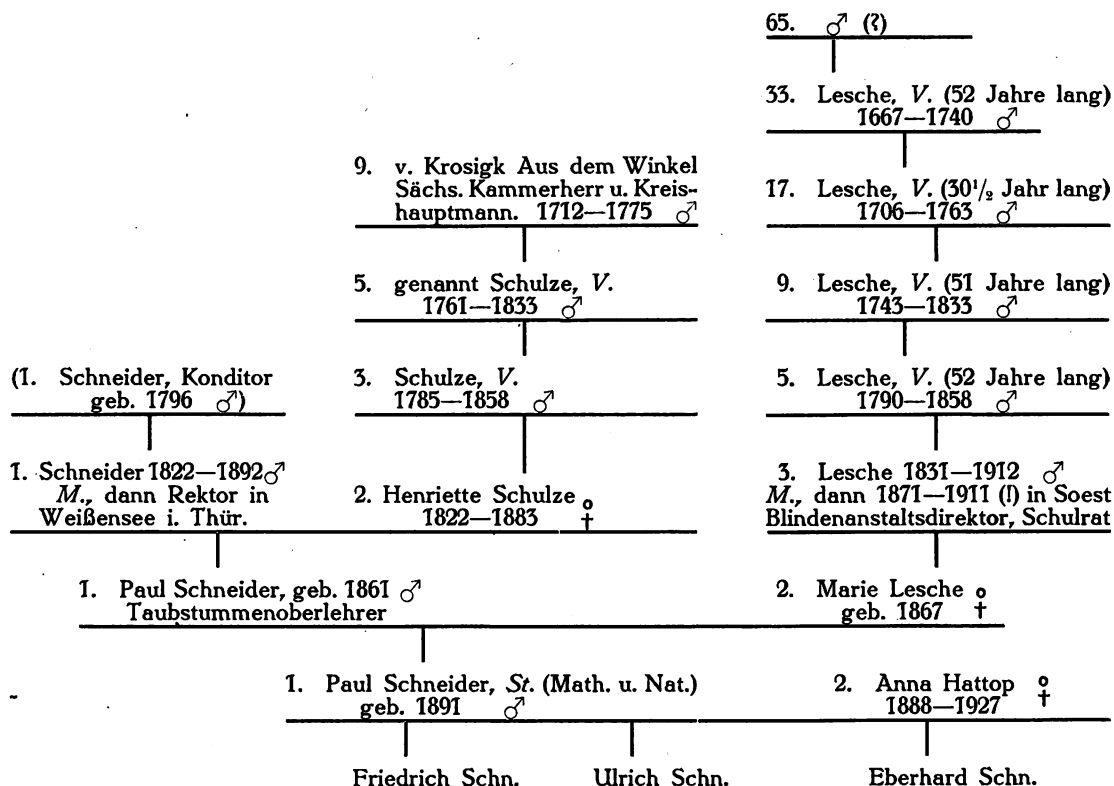 65. ♂ (?)
33. Lesche, V. (52 Jahre lang)
1667—1740 ♂
9. v. Krosigk Aus dem Winkel
Sächs. Kammerherr u. Kreis-
hauptmann. 1712—1775 ♂
17. Lesche, V. (30½ Jahr lang)
1706—1763 ♂
5. genannt Schulze, V.
1761—1833 ♂
9. Lesche, V. (51 Jahre lang)
1743—1833 ♂
(1. Schneider, Konditor
geb. 1796 ♂)
3. Schulze, V.
1785—1858 ♂
5. Lesche, V. (52 Jahre lang)
1790—1858 ♂
1. Schneider 1822—1892 ♂
M., dann Rektor in
Weißensee i. Thür.
2. Henriette Schulze ♀
1822—1883
3. Lesche 1831—1912 ♂
M., dann 1871—1911 (!) in Soest
Blindenanstaltsdirektor, Schulrat
1. Paul Schneider, geb. 1861 ♂
Taubstummenoberlehrer
2. Marie Lesche ♀
geb. 1867
1. Paul Schneider, St. (Math. u. Nat.)
geb. 1891 ♂
2. Anna Hattop ♀
1888—1927
Friedrich Schn.
Ulrich Schn.
Eberhard Schn.